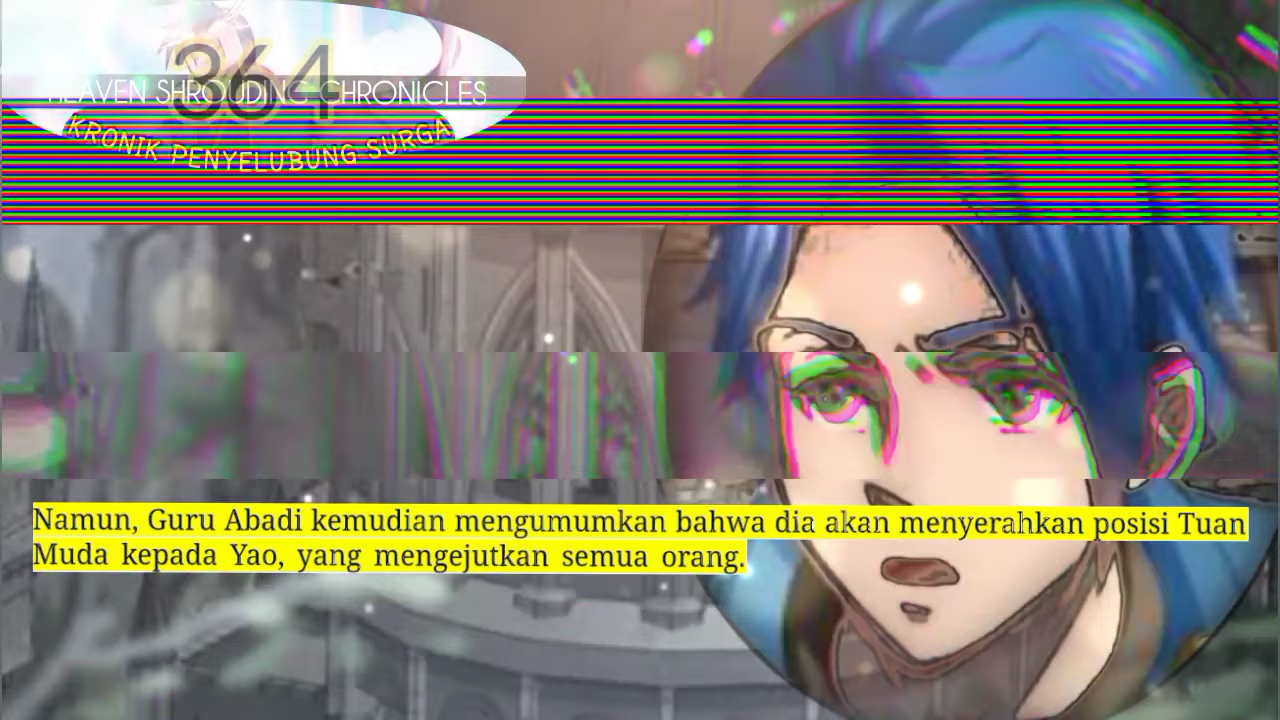 364
HEAVEN SHROUDING CHRONICLES
KRONIK PENYELUBUNG SURGA
Namun, Guru Abadi kemudian mengumumkan bahwa dia akan menyerahkan posisi Tuan
Muda kepada Yao, yang mengejutkan semua orang.